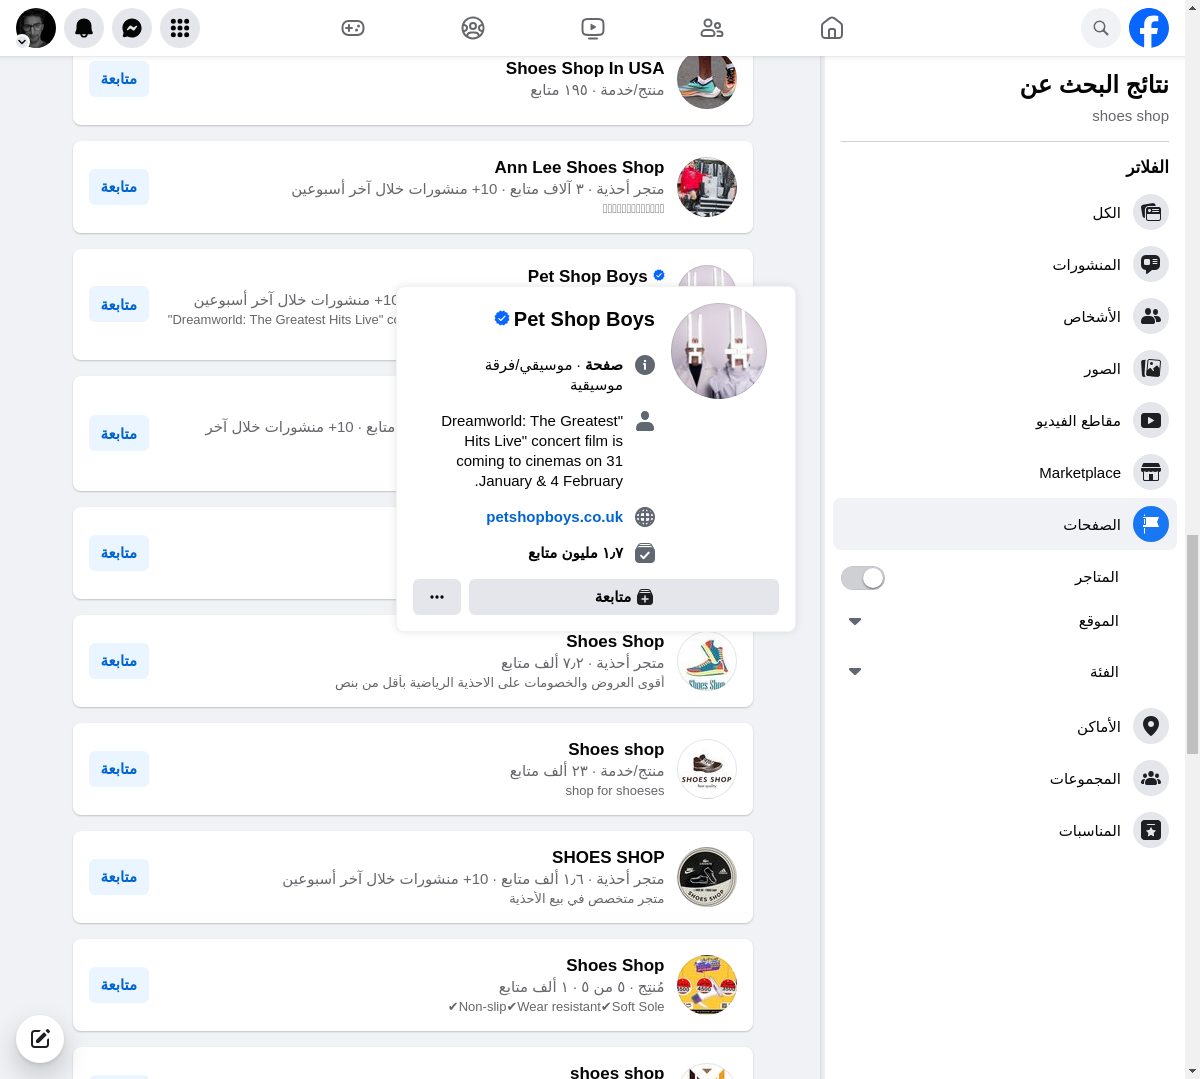 نتائج البحث عن
shoes shop
الفلاتر
الكل
المنشورات
الأشخاص
الصور
مقاطع الفيديو
Marketplace
الصفحات
المتاجر
الموقع
الفئة
الأماكن
المجموعات
المناسبات
Shoes Shop In USA
منتج/خدمة · ١٩٥ متابع
متابعة
Ann Lee Shoes Shop
متجر أحذية · ٣ آلاف متابع · 10+ منشورات خلال آخر أسبوعين
متابعة
Pet Shop Boys
10+ منشورات خلال آخر أسبوعين
"Dreamworld: The Greatest Hits Live"
متابعة
Pet Shop Boys
صفحة · موسيقي/فرقة
موسيقية
Dreamworld: The Greatest"
Hits Live" concert film is
coming to cinemas on 31
.January & 4 February
petshopboys.co.uk
١٫٧ مليون متابع
متابعة
متابع · 10+ منشورات خلال آخر
متابعة
متابعة
Shoes Shop
متجر أحذية · ٧٫٢ ألف متابع
أقوى العروض والخصومات على الاحذية الرياضية بأقل من بنص
متابعة
Shoes shop
منتج/خدمة · ٢٣ ألف متابع
shop for shoeses
متابعة
SHOES SHOP
SHOES SHOP
متجر أحذية · ١٫٦ ألف متابع · 10+ منشورات خلال آخر أسبوعين
متجر متخصص في بيع الأحذية
متابعة
SHOES SHOP
Shoes Shop
مُنتِج · ٥ من ٥ · ١ ألف متابع
✔Non-slip✔Wear resistant✔Soft Sole
متابعة
shoes shop